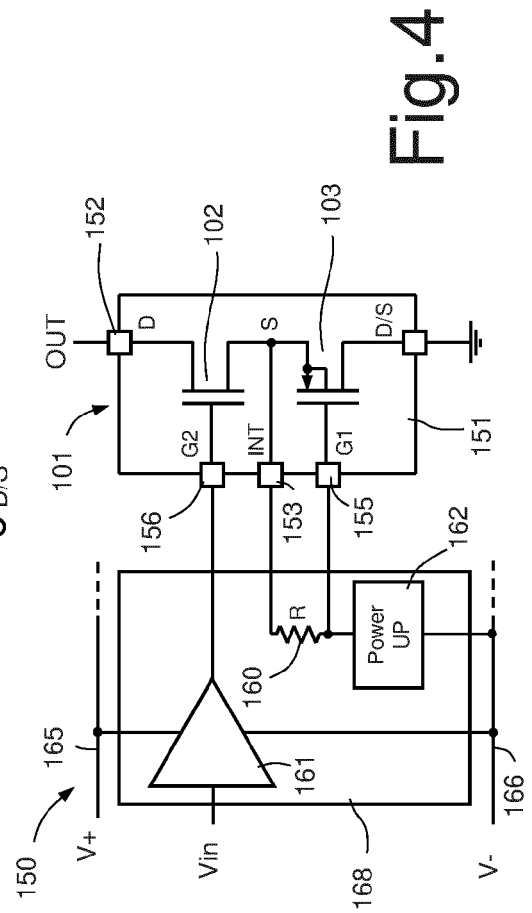 150
V+
165
Vin
161
168
V-
166
R
160
Power
UP
162
101
OUT
152
D
102
G2
156
INT
153
S
103
G1
155
D/S
151
D/S
Fig.4